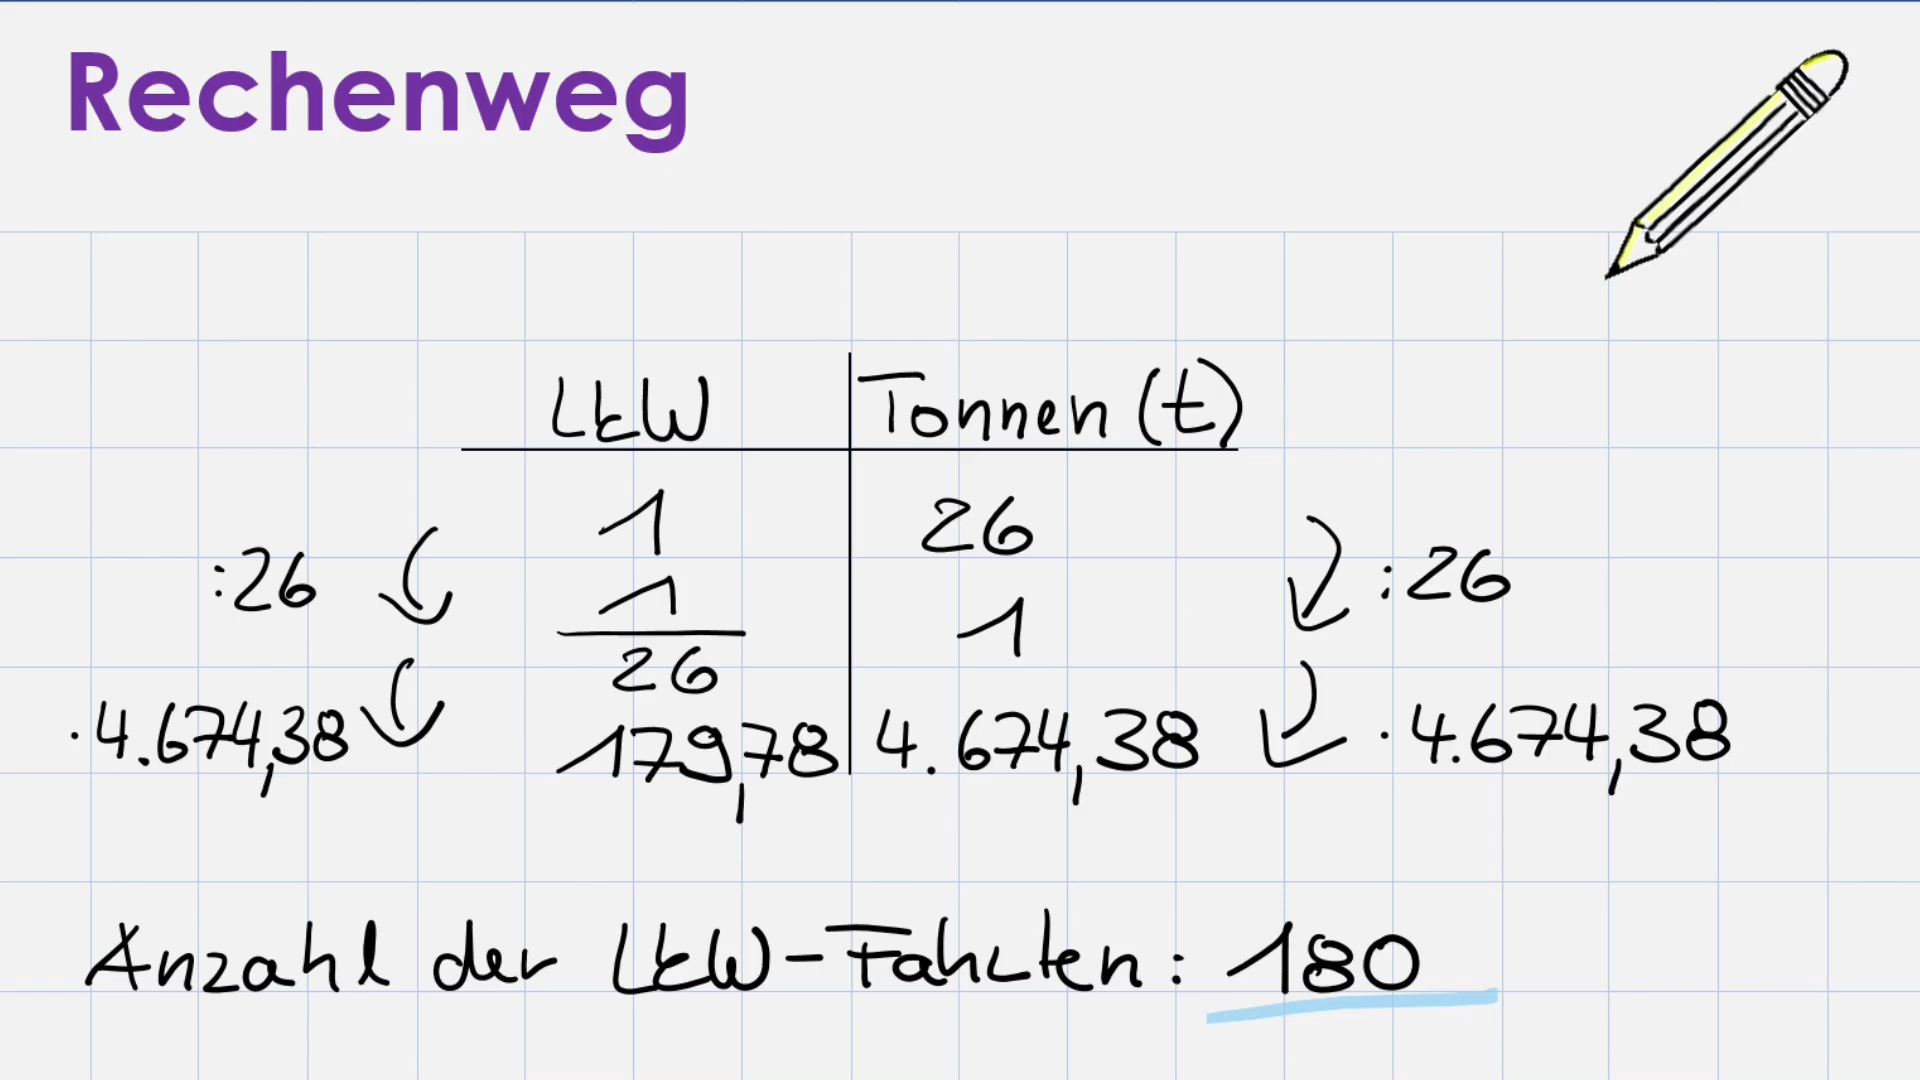 Rechenweg
LKW Tonnen (t)
1 26
:26 :26
1/26 1
·4.674,38 179,78 4.674,38 ·4.674,38
Anzahl der LKW-Fahrten: 180